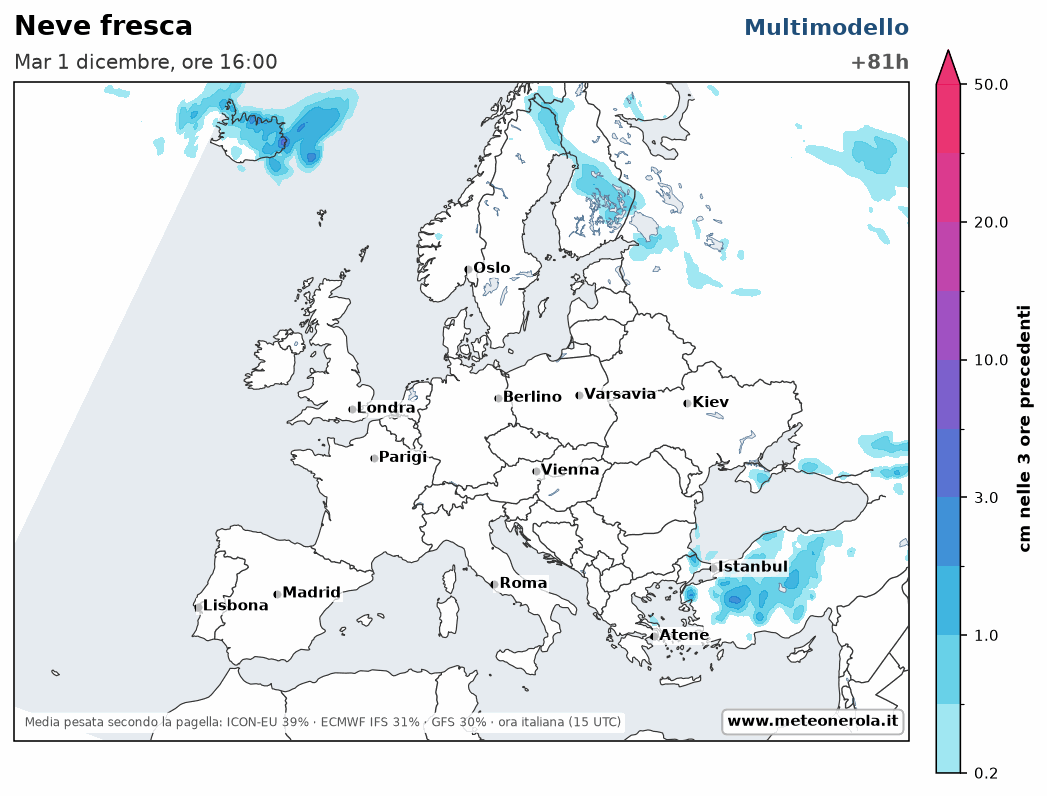 Neve fresca
Multimodello
Mar 1 dicembre, ore 16:00
+81h
50.0
20.0
10.0
3.0
1.0
0.2
cm nelle 3 ore precedenti
Oslo
Berlino
Varsavia
Kiev
Londra
Parigi
Vienna
Istanbul
Roma
Madrid
Lisbona
Atene
Media pesata secondo la pagella: ICON-EU 39% · ECMWF IFS 31% · GFS 30% · ora italiana (15 UTC)
www.meteonerola.it